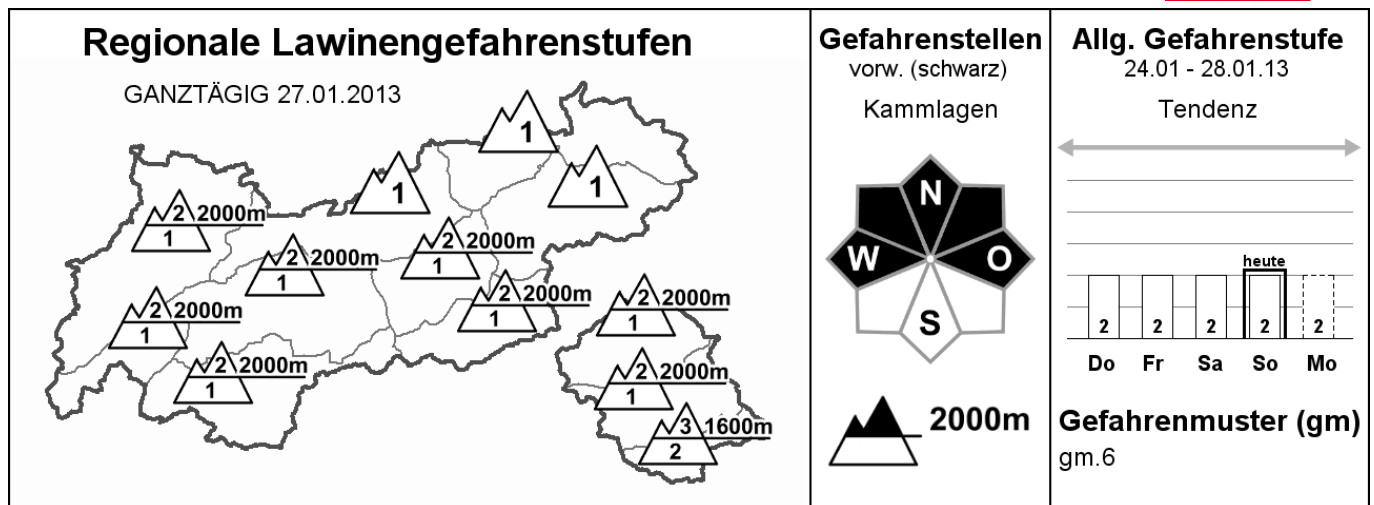 Regionale Lawinengefahrenstufen
GANZTÄGIG 27.01.2013
1
1
1
2 2000m
1
2 2000m
1
2 2000m
1
2 2000m
1
2 2000m
1
2 2000m
1
2 2000m
1
2 2000m
1
3 1600m
2
Gefahrenstellen
vorw. (schwarz)
Kammlagen
N
W O
S
2000m
Allg. Gefahrenstufe
24.01 - 28.01.13
Tendenz
heute
2 2 2 2 2
Do Fr Sa So Mo
Gefahrenmuster (gm)
gm.6